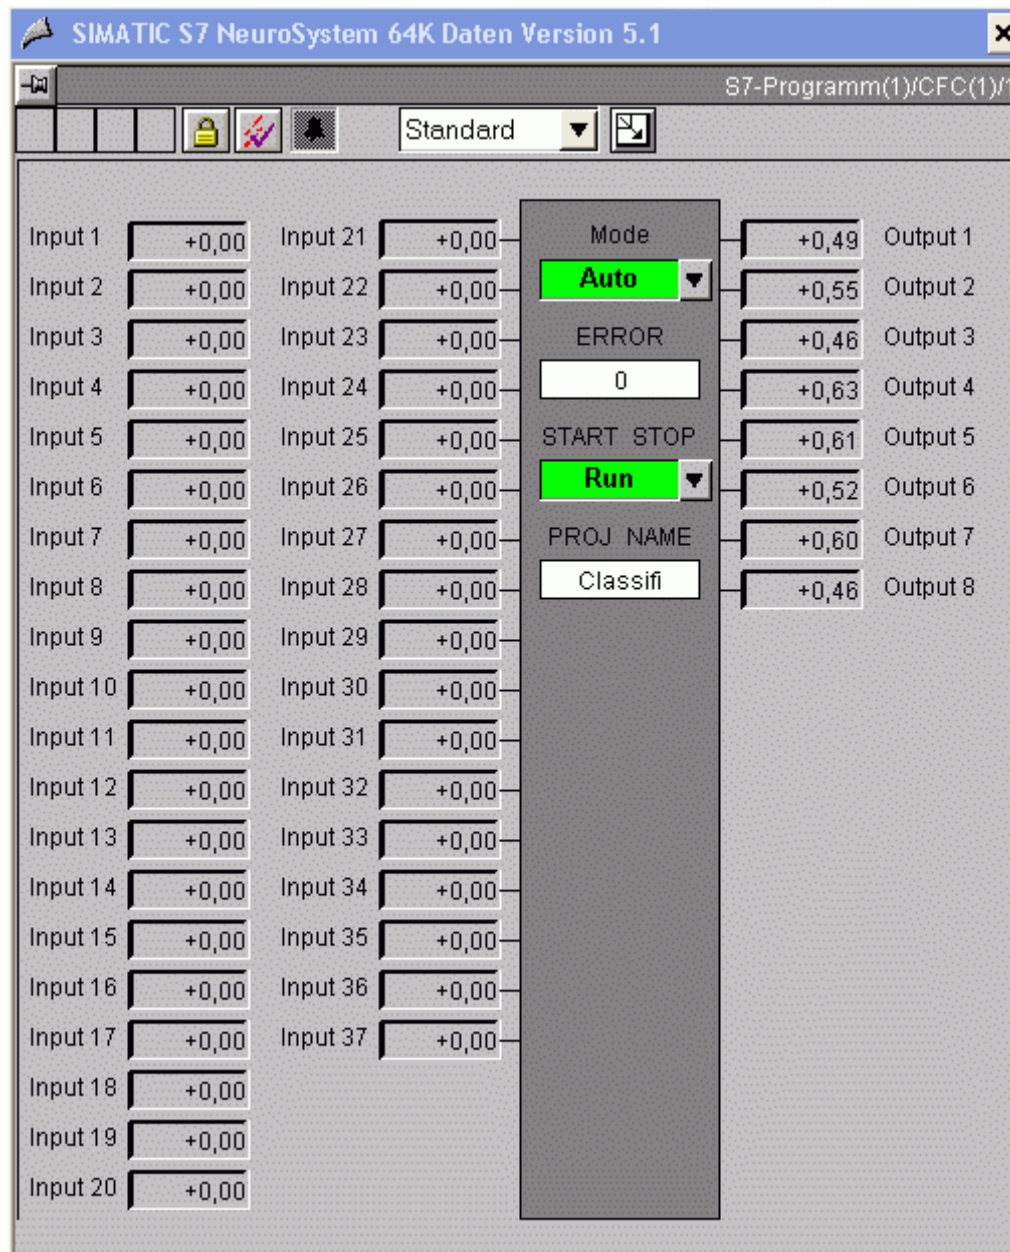 SIMATIC S7 NeuroSystem 64K Daten Version 5.1
S7-Programm(1)/CFC(1)/1
Standard
Input 1 +0,00 Input 21 +0,00 Mode +0,49 Output 1
Input 2 +0,00 Input 22 +0,00 Auto +0,55 Output 2
Input 3 +0,00 Input 23 +0,00 ERROR +0,46 Output 3
Input 4 +0,00 Input 24 +0,00 0 +0,63 Output 4
Input 5 +0,00 Input 25 +0,00 START STOP +0,61 Output 5
Input 6 +0,00 Input 26 +0,00 Run +0,52 Output 6
Input 7 +0,00 Input 27 +0,00 PROJ NAME +0,60 Output 7
Input 8 +0,00 Input 28 +0,00 Classifi +0,46 Output 8
Input 9 +0,00 Input 29 +0,00
Input 10 +0,00 Input 30 +0,00
Input 11 +0,00 Input 31 +0,00
Input 12 +0,00 Input 32 +0,00
Input 13 +0,00 Input 33 +0,00
Input 14 +0,00 Input 34 +0,00
Input 15 +0,00 Input 35 +0,00
Input 16 +0,00 Input 36 +0,00
Input 17 +0,00 Input 37 +0,00
Input 18 +0,00
Input 19 +0,00
Input 20 +0,00